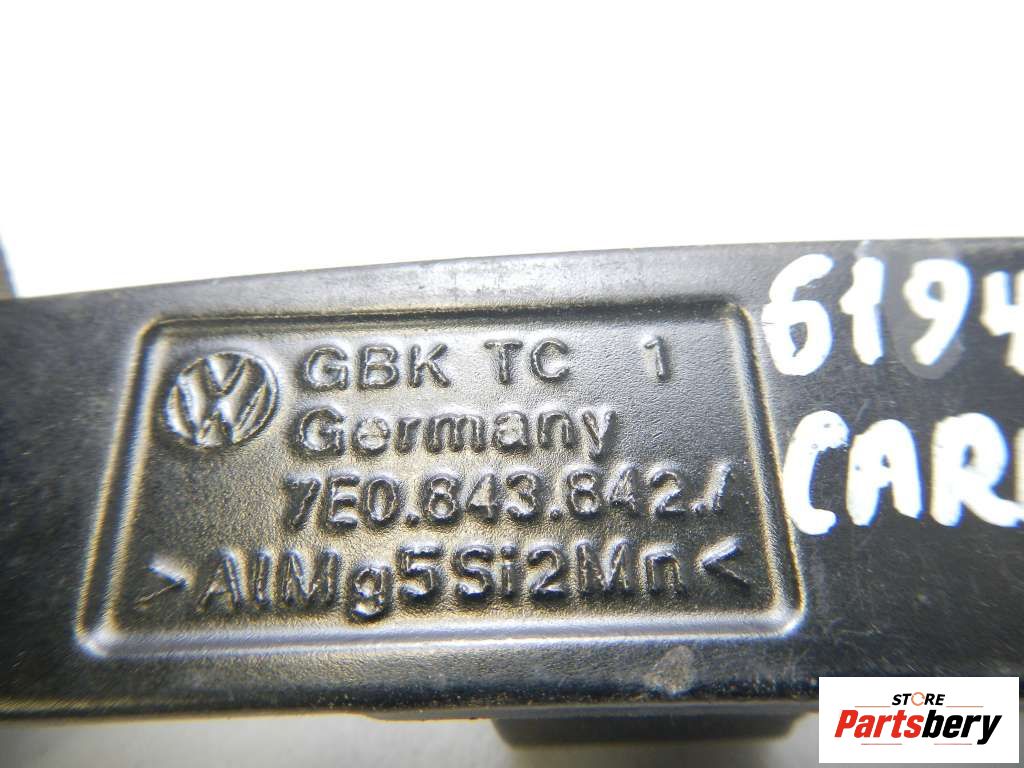 GBK TC 1
Germany
7E0.843.842./
>AlMg5Si2Mn<
6194
CAR
STORE
Partsbery